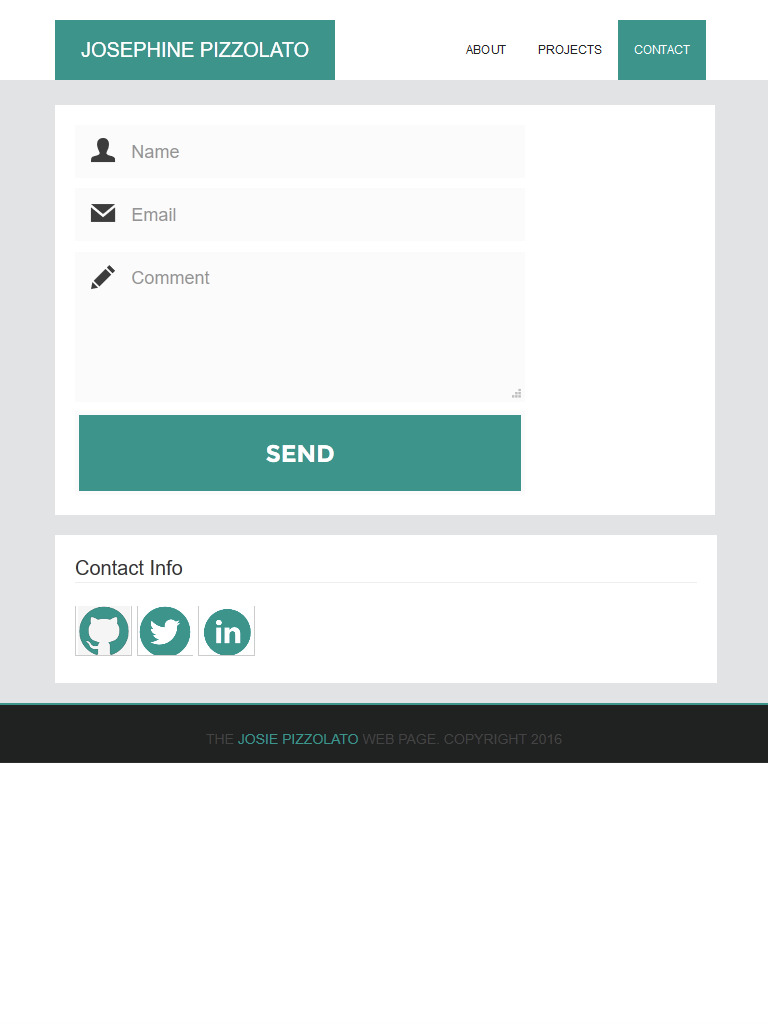 JOSEPHINE PIZZOLATO
ABOUT PROJECTS CONTACT
Name
Email
Comment
SEND
Contact Info
in
THE JOSIE PIZZOLATO WEB PAGE. COPYRIGHT 2016